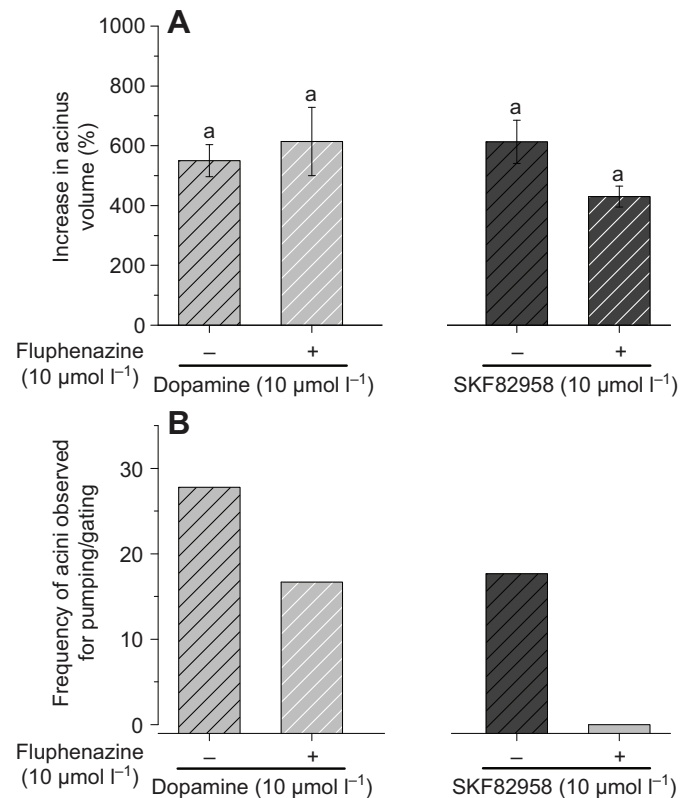 A
1000
800
600
400
200
0
Increase in acinus
volume (%)
a
a
a
a
Fluphenazine
(10 µmol l⁻¹)
– + – +
Dopamine (10 µmol l⁻¹) SKF82958 (10 µmol l⁻¹)
B
30
20
10
0
Frequency of acini observed
for pumping/gating
Fluphenazine
(10 µmol l⁻¹)
– + – +
Dopamine (10 µmol l⁻¹) SKF82958 (10 µmol l⁻¹)